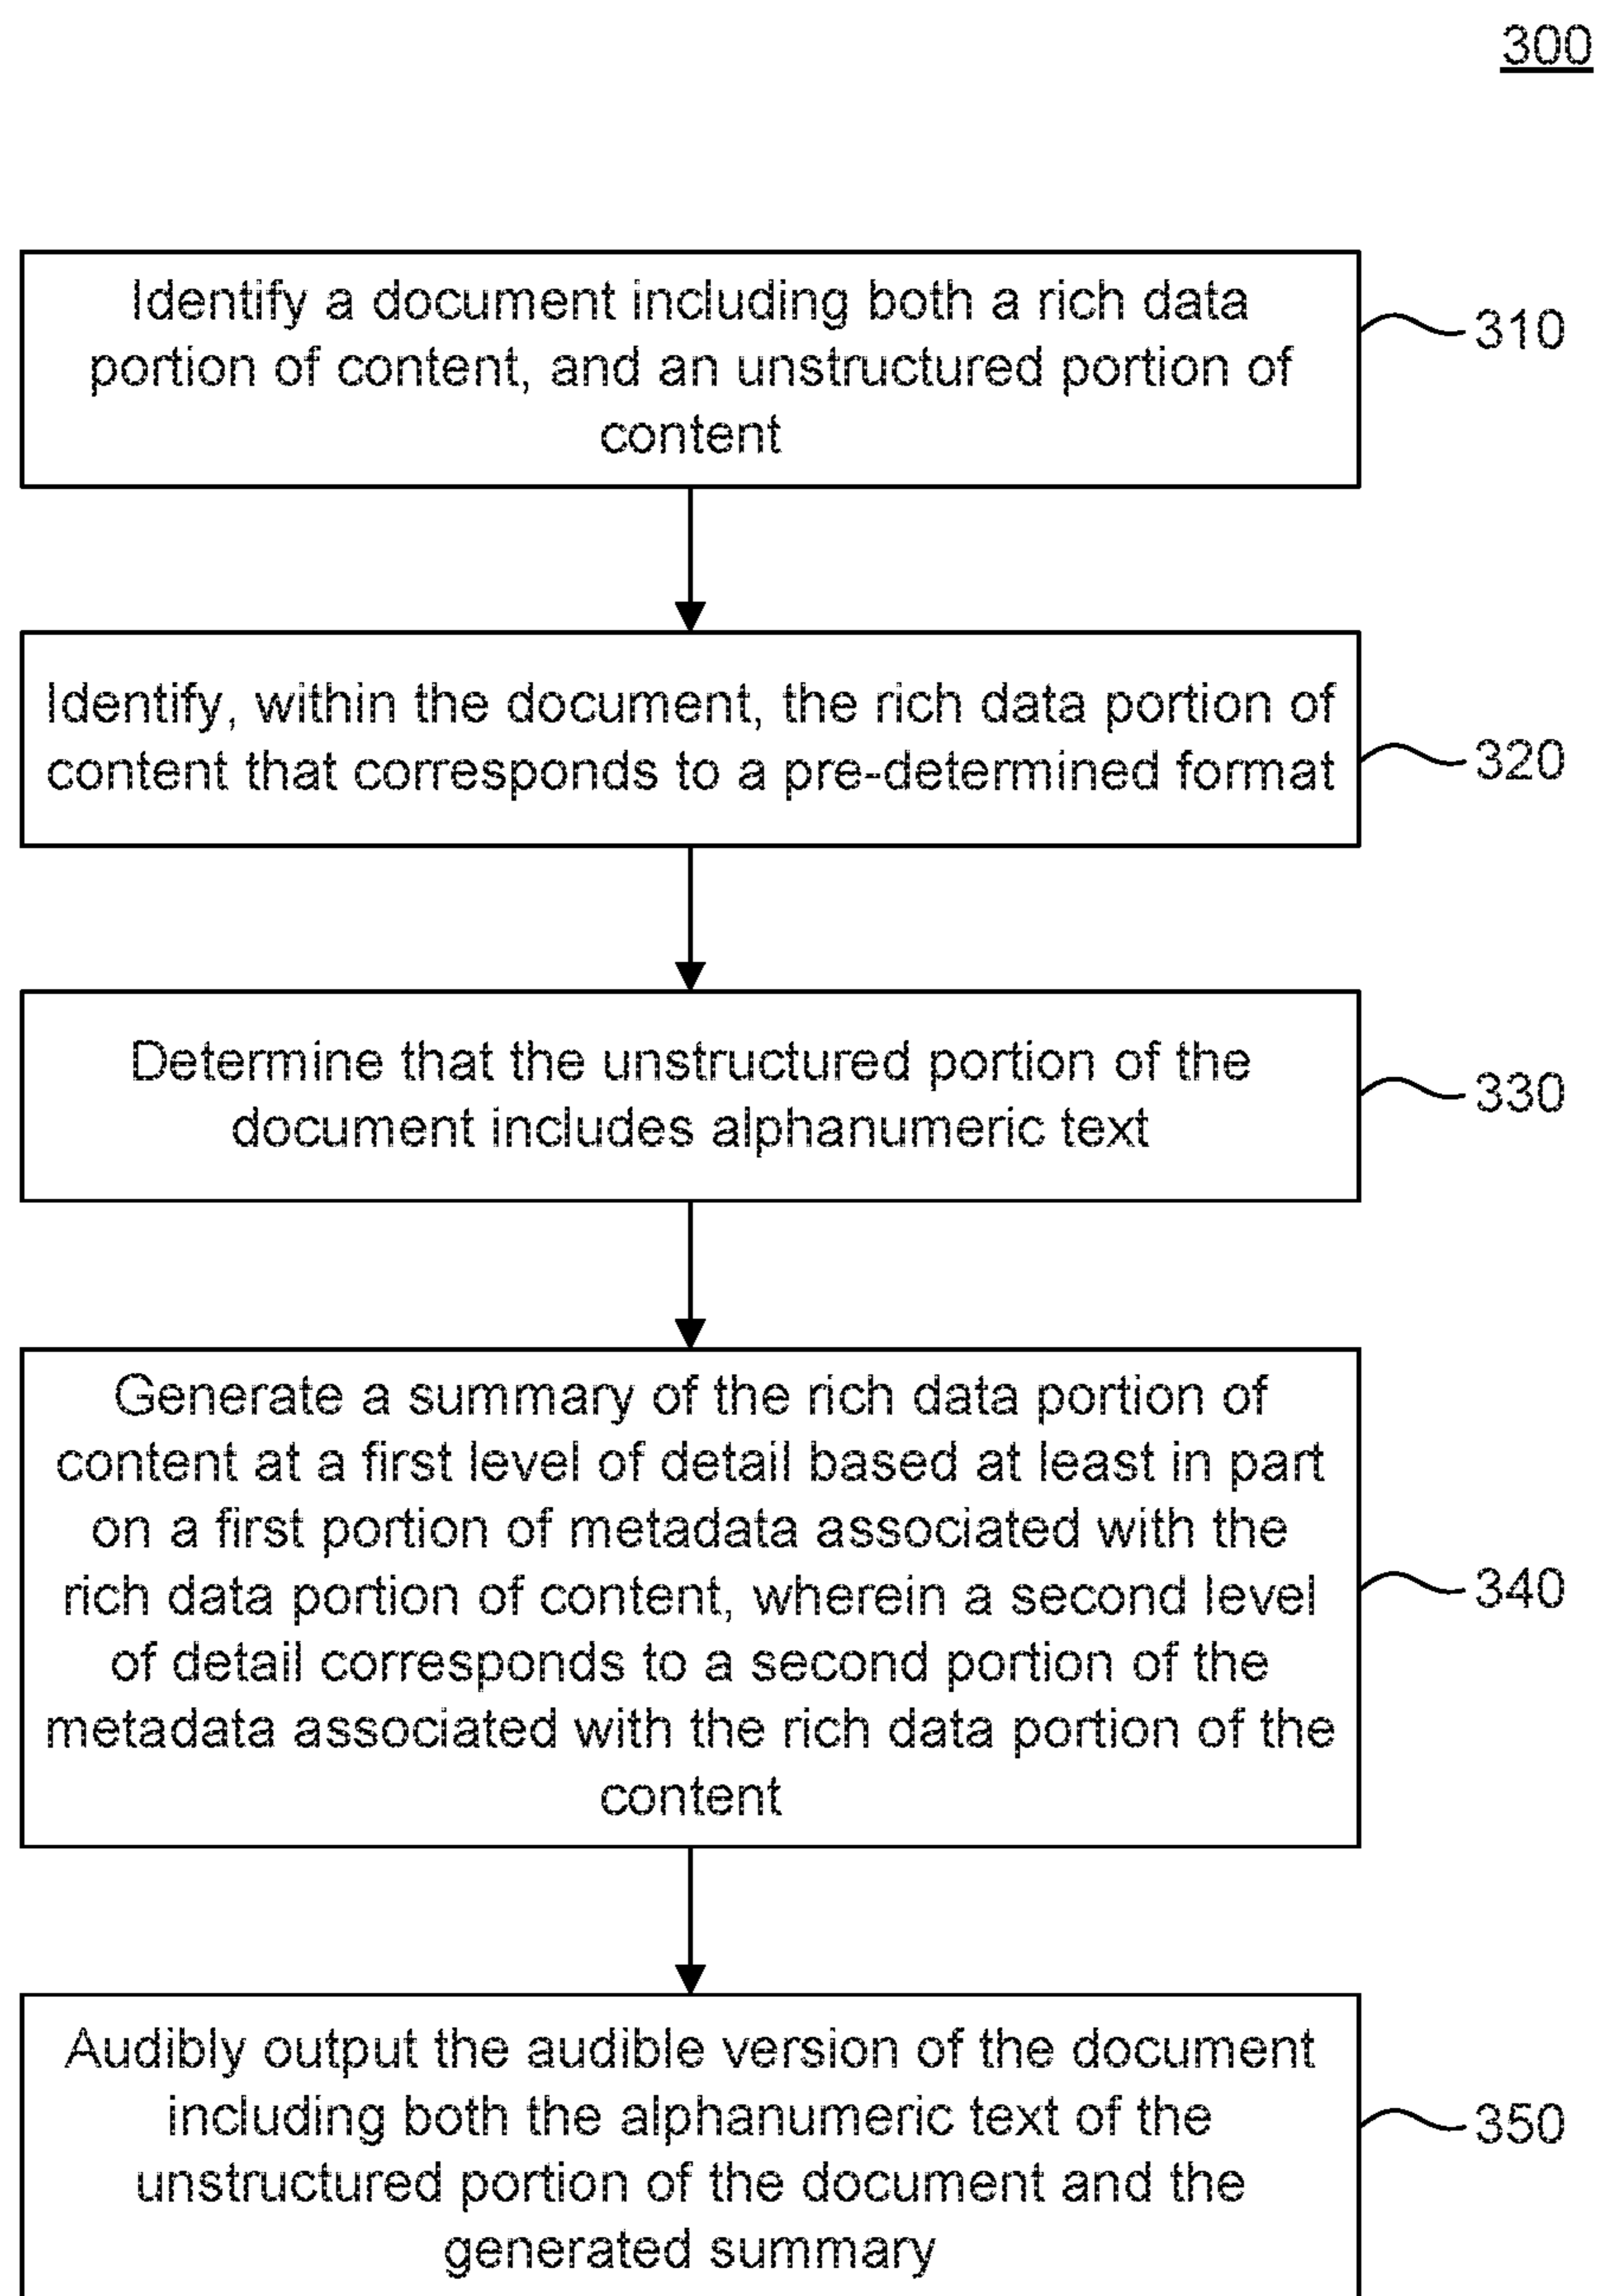 300
Identify a document including both a rich data
portion of content, and an unstructured portion of
content
310
Identify, within the document, the rich data portion of
content that corresponds to a pre-determined format
320
Determine that the unstructured portion of the
document includes alphanumeric text
330
Generate a summary of the rich data portion of
content at a first level of detail based at least in part
on a first portion of metadata associated with the
rich data portion of content, wherein a second level
of detail corresponds to a second portion of the
metadata associated with the rich data portion of the
content
340
Audibly output the audible version of the document
including both the alphanumeric text of the
unstructured portion of the document and the
generated summary
350